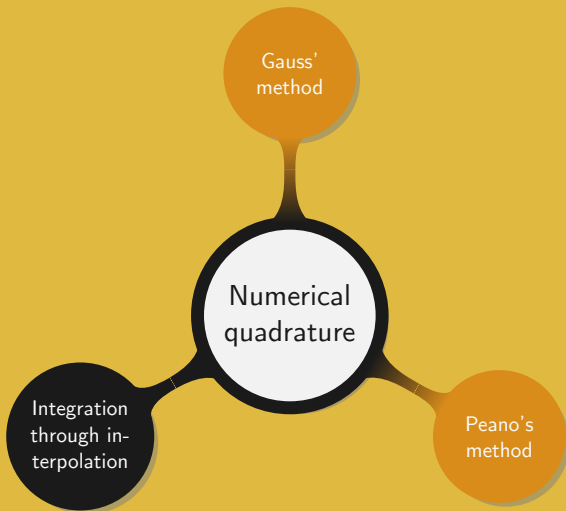 Gauss'
method
Numerical
quadrature
Integration
through in-
terpolation
Peano's
method